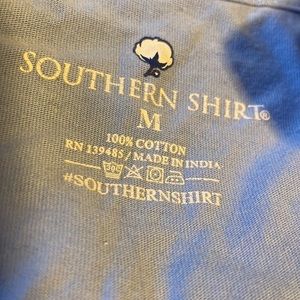 SOUTHERN SHIRT®
M
100% COTTON
RN 139485 / MADE IN INDIA
#SOUTHERNSHIRT